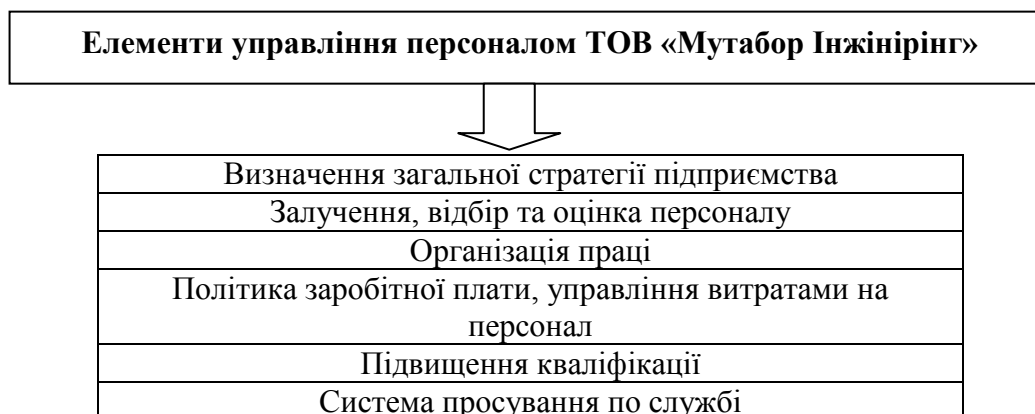 Елементи управління персоналом ТОВ «Мутабор Інжінірінг»
Визначення загальної стратегії підприємства
Залучення, відбір та оцінка персоналу
Організація праці
Політика заробітної плати, управління витратами на
персонал
Підвищення кваліфікації
Система просування по службі